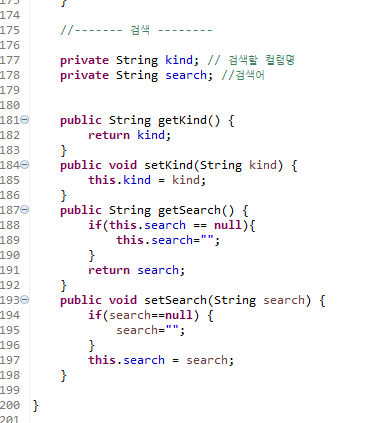 173 }
174
175 //------- 검색 --------
176
177 private String kind; // 검색할 컬럼명
178 private String search; //검색어
179
180
181 public String getKind() {
182 return kind;
183 }
184 public void setKind(String kind) {
185 this.kind = kind;
186 }
187 public String getSearch() {
188 if(this.search == null){
189 this.search="";
190 }
191 return search;
192 }
193 public void setSearch(String search) {
194 if(search==null) {
195 search="";
196 }
197 this.search = search;
198 }
199
200 }
201